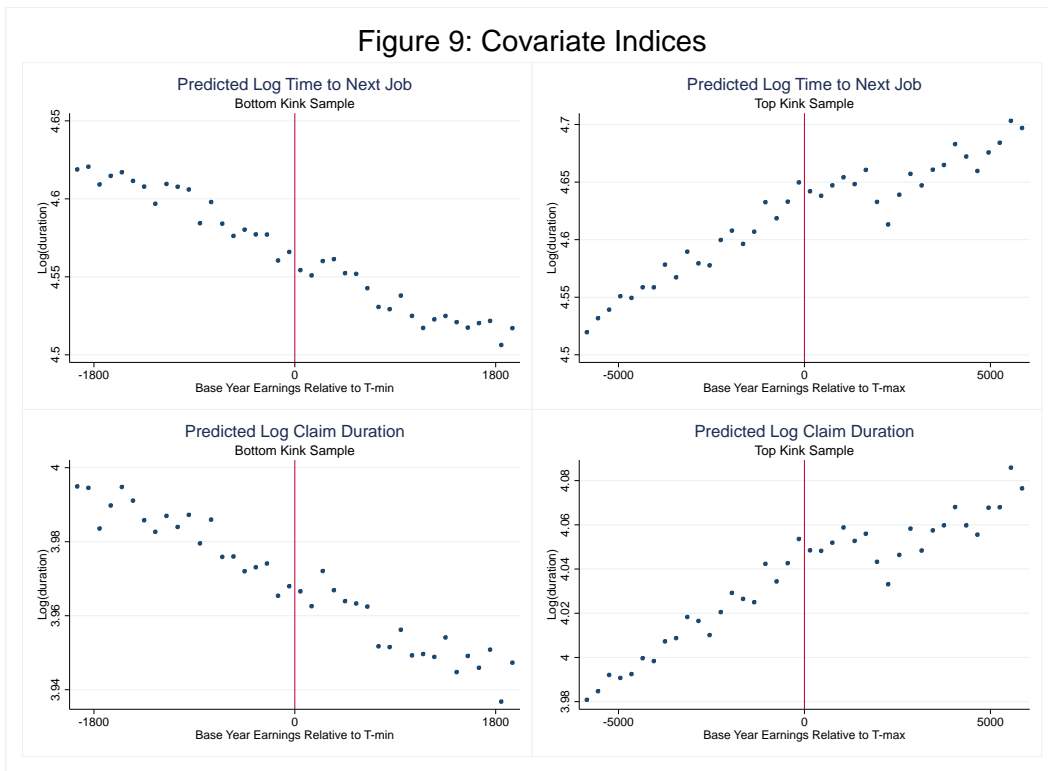 Figure 9: Covariate Indices
Predicted Log Time to Next Job
Bottom Kink Sample
Log(duration)
4.65
4.6
4.55
4.5
-1800
0
1800
Base Year Earnings Relative to T-min
Predicted Log Time to Next Job
Top Kink Sample
Log(duration)
4.7
4.65
4.6
4.55
4.5
-5000
0
5000
Base Year Earnings Relative to T-max
Predicted Log Claim Duration
Bottom Kink Sample
Log(duration)
4
3.98
3.96
3.94
-1800
0
1800
Base Year Earnings Relative to T-min
Predicted Log Claim Duration
Top Kink Sample
Log(duration)
4.08
4.06
4.04
4.02
4
3.98
-5000
0
5000
Base Year Earnings Relative to T-max